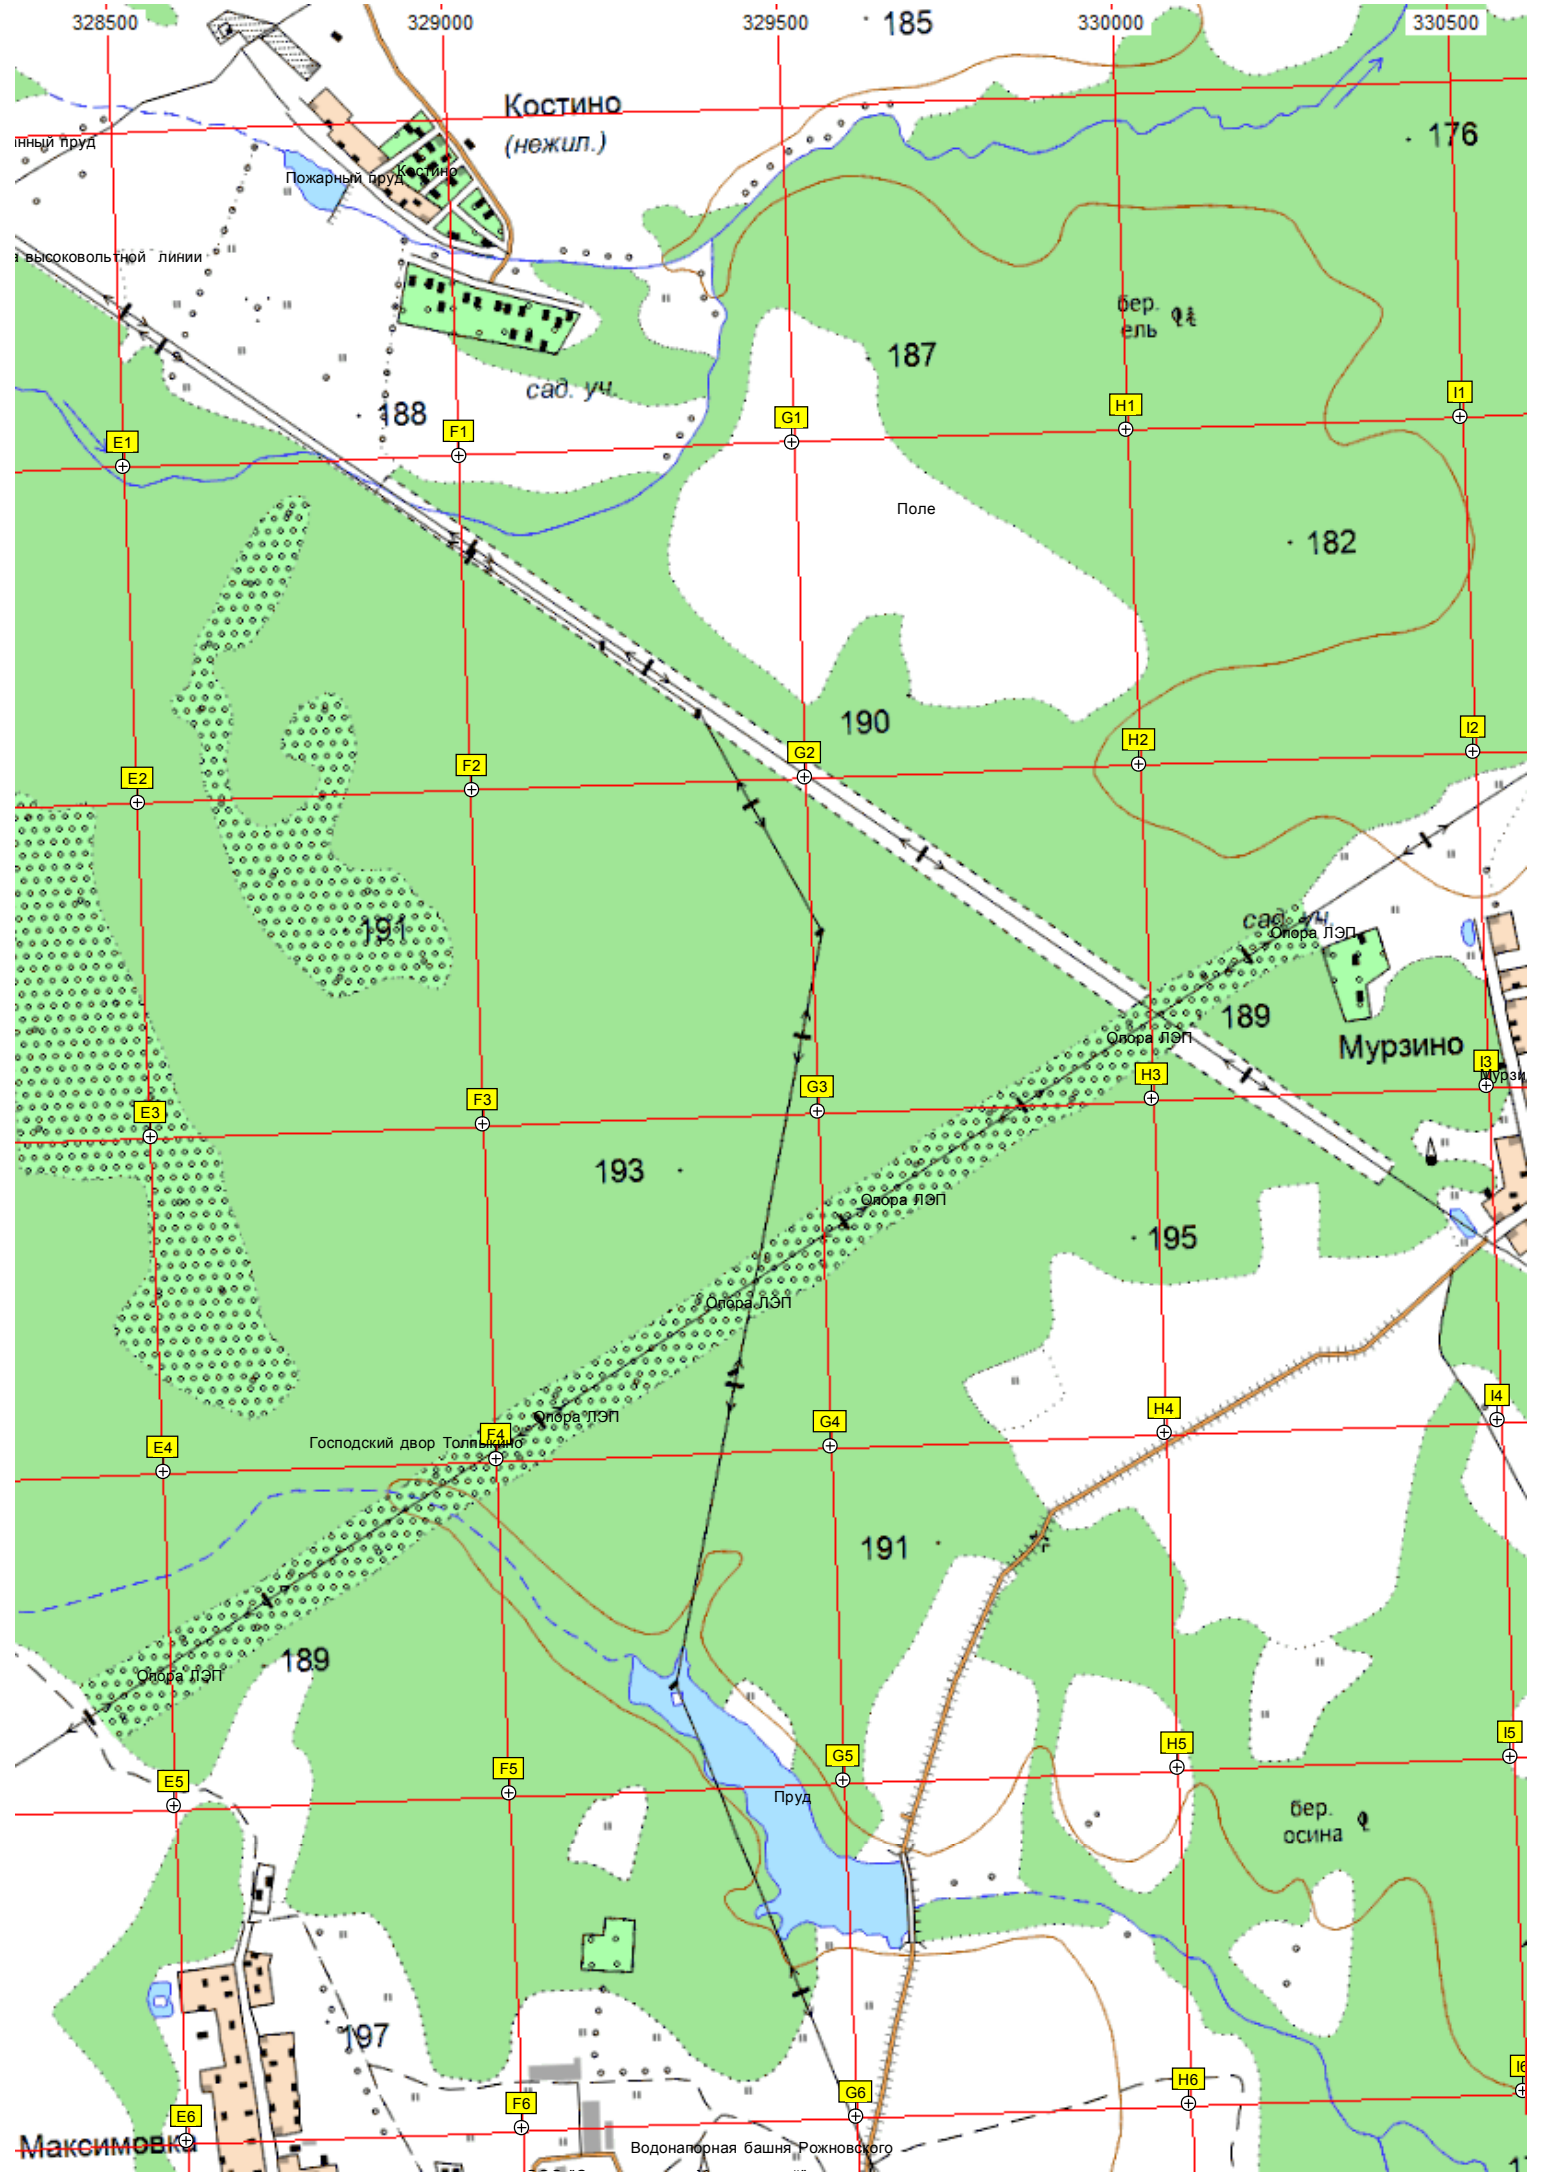 328500 329000 329500 330000 330500
185
Костино
(нежил.)
176
нный пруд
Пожарный пруд
Костино
высоковольтной линии
бер.
ель
187
сад. уч.
188
E1 F1 G1 H1 I1
Поле
182
190
E2 F2 G2 H2 I2
191
сад. уч.
Опора ЛЭП
189
Опора ЛЭП
Мурзино
E3 F3 G3 H3 I3
Мурзи
193
Опора ЛЭП
195
Опора ЛЭП
Опора ЛЭП
E4 F4 G4 H4 I4
Господский двор Толпыкино
191
189
Опора ЛЭП
E5 F5 G5 H5 I5
Пруд
бер.
осина
197
E6 F6 G6 H6 I6
Максимовка
Водонапорная башня Рожновского